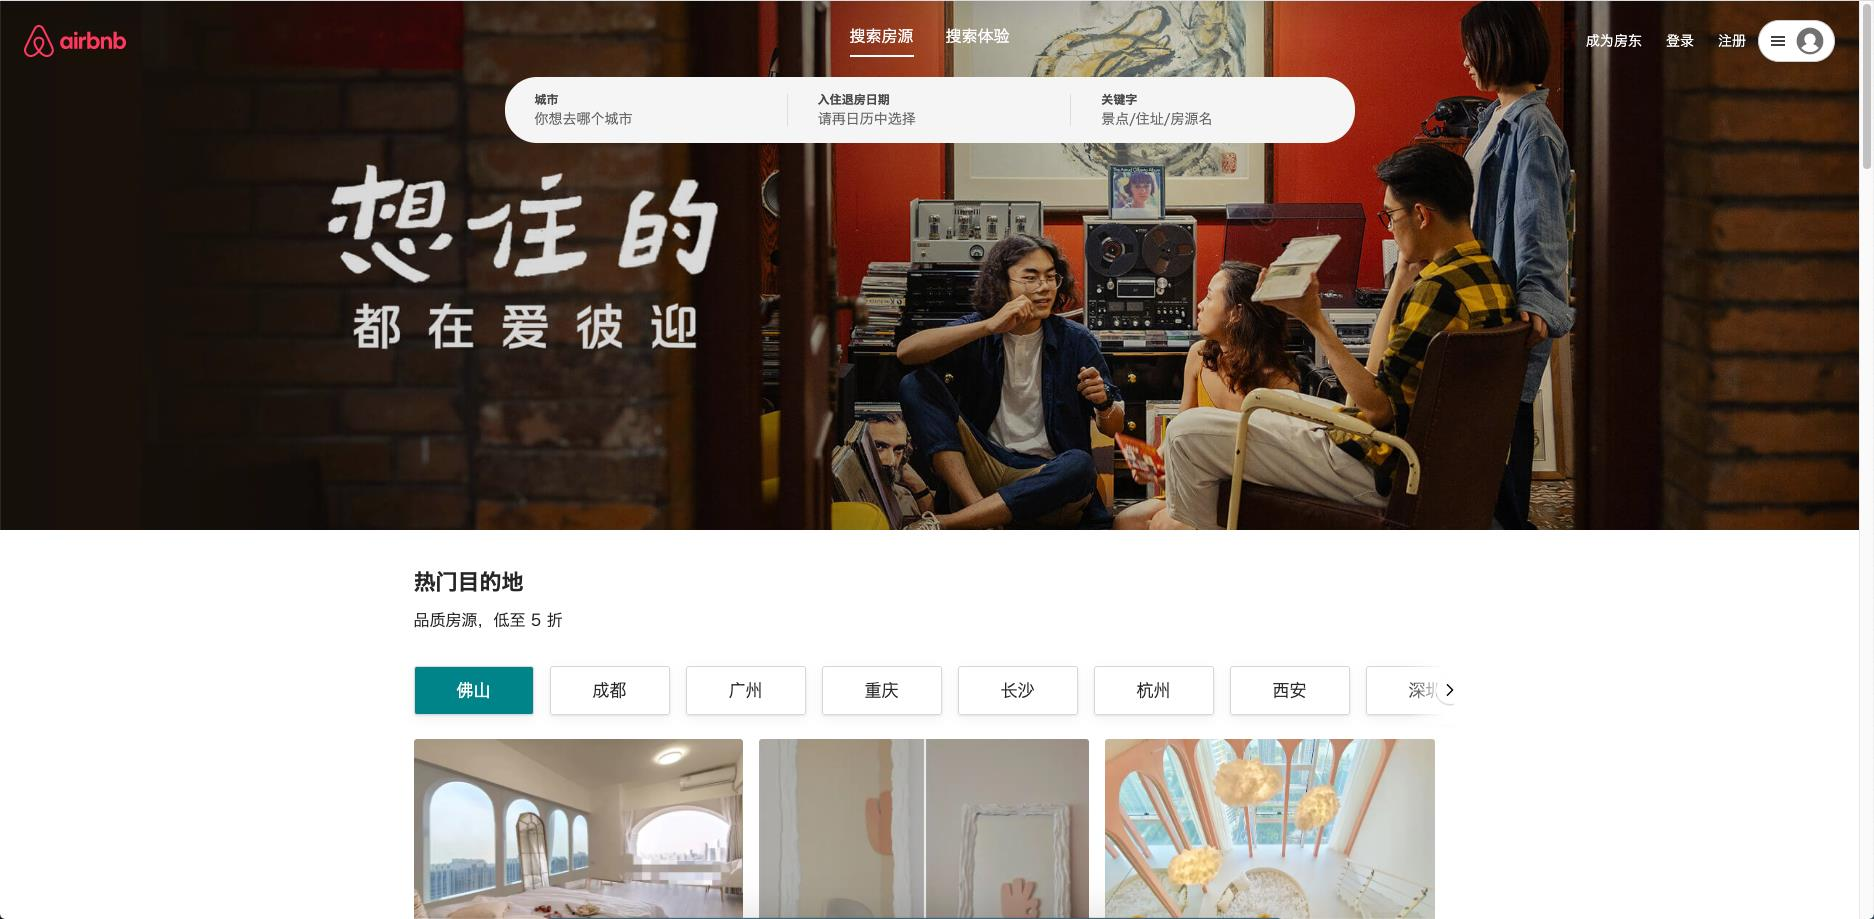 airbnb
搜索房源 搜索体验
成为房东 登录 注册
城市 入住退房日期 关键字
你想去哪个城市 请再日历中选择 景点/住址/房源名
想住的
都在爱彼迎
热门目的地
品质房源，低至 5 折
佛山 成都 广州 重庆 长沙 杭州 西安 深圳